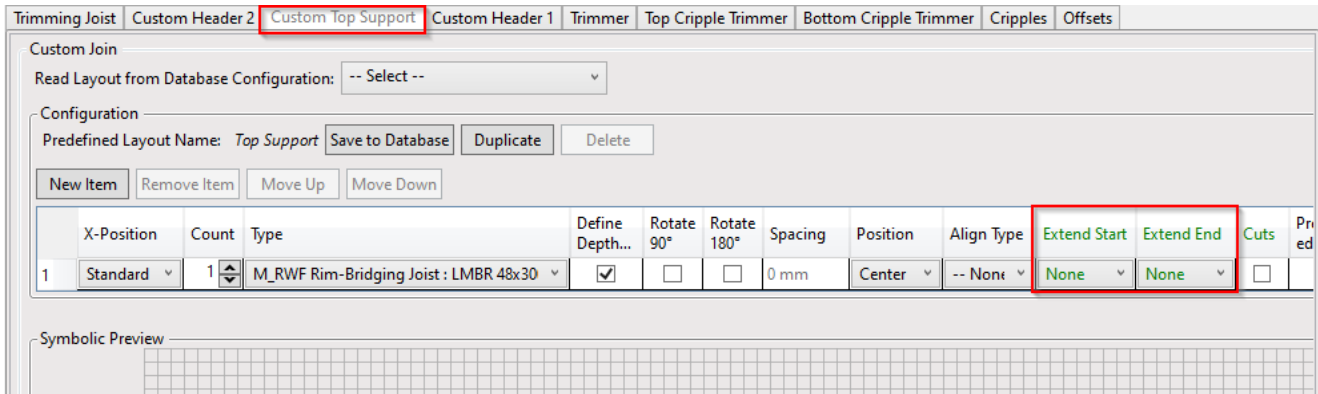 Trimming Joist Custom Header 2 Custom Top Support Custom Header 1 Trimmer Top Cripple Trimmer Bottom Cripple Trimmer Cripples Offsets
Custom Join
Read Layout from Database Configuration: -- Select --
Configuration
Predefined Layout Name: Top Support Save to Database Duplicate Delete
New Item Remove Item Move Up Move Down
X-Position Count Type Define Depth... Rotate 90° Rotate 180° Spacing Position Align Type Extend Start Extend End Cuts
1 Standard 1 M_RWF Rim-Bridging Joist : LMBR 48x30 0 mm Center -- None None None
Symbolic Preview